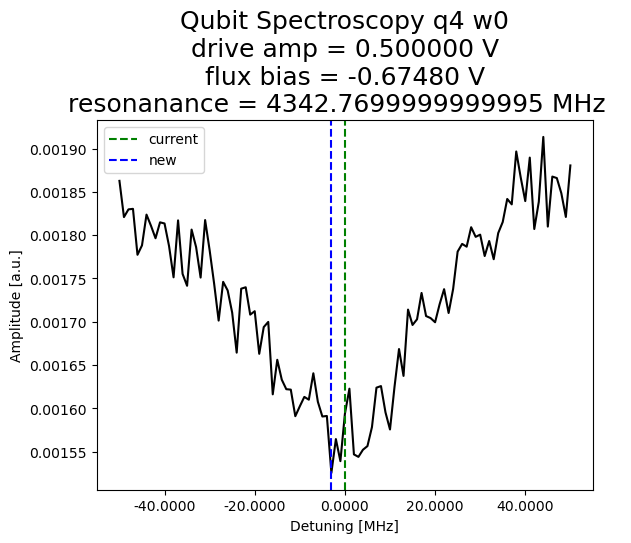 Qubit Spectroscopy q4 w0
drive amp = 0.500000 V
flux bias = -0.67480 V
resonanance = 4342.7699999999995 MHz
current
new
Amplitude [a.u.]
0.00190
0.00185
0.00180
0.00175
0.00170
0.00165
0.00160
0.00155
-40.0000
-20.0000
0.0000
20.0000
40.0000
Detuning [MHz]